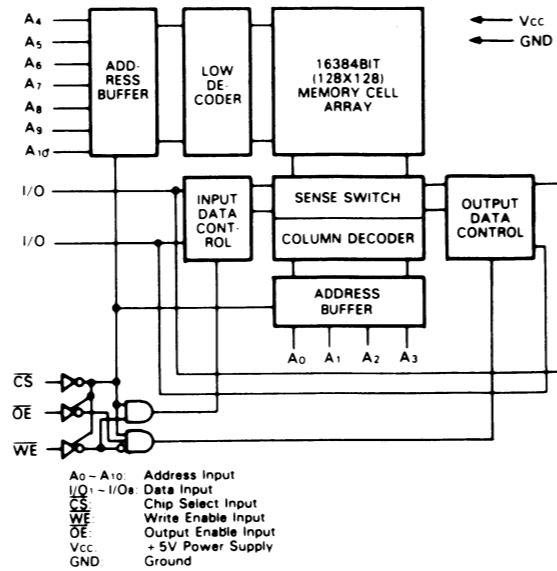 A4
A5
A6
A7
A8
A9
A10
ADD-
RESS
BUFFER
LOW
DE-
CODER
16384BIT
(128X128)
MEMORY CELL
ARRAY
Vcc
GND
I/O
I/O
INPUT
DATA
CONT-
ROL
SENSE SWITCH
COLUMN DECODER
OUTPUT
DATA
CONTROL
ADDRESS
BUFFER
A0 A1 A2 A3
CS
OE
WE
A0 ~ A10: Address Input
I/O1 ~ I/O8: Data Input
CS: Chip Select Input
WE: Write Enable Input
OE: Output Enable Input
Vcc: +5V Power Supply
GND: Ground